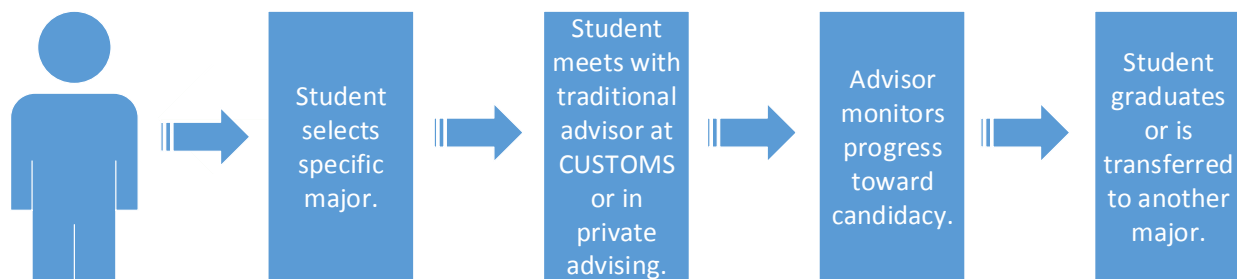 Student
selects
specific
major.
Student
meets with
traditional
advisor at
CUSTOMS
or in
private
advising.
Advisor
monitors
progress
toward
candidacy.
Student
graduates
or is
transferred
to another
major.